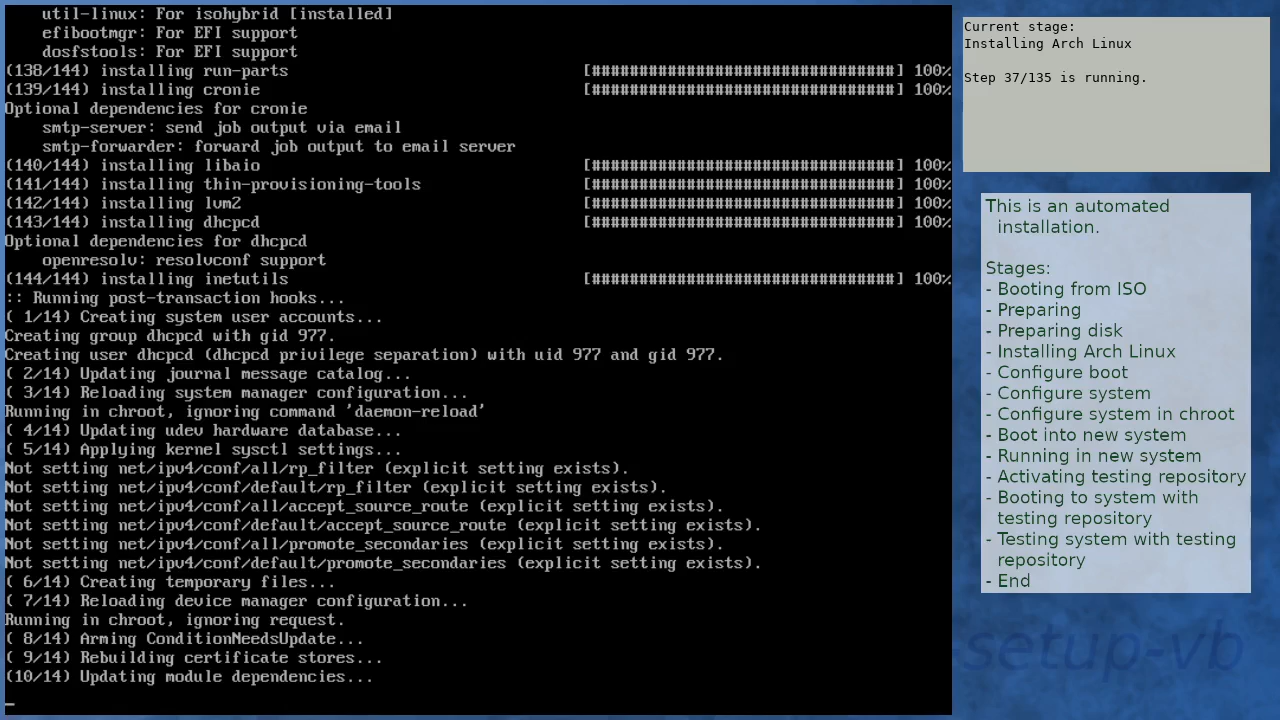 util-linux: For isohybrid [installed]
efibootmgr: For EFI support
dosfstools: For EFI support
(138/144) installing run-parts [################################] 100%
(139/144) installing cronie [################################] 100%
Optional dependencies for cronie
smtp-server: send job output via email
smtp-forwarder: forward job output to email server
(140/144) installing libaio [################################] 100%
(141/144) installing thin-provisioning-tools [################################] 100%
(142/144) installing lvm2 [################################] 100%
(143/144) installing dhcpcd [################################] 100%
Optional dependencies for dhcpcd
openresolv: resolvconf support
(144/144) installing inetutils [################################] 100%
:: Running post-transaction hooks...
( 1/14) Creating system user accounts...
Creating group dhcpcd with gid 977.
Creating user dhcpcd (dhcpcd privilege separation) with uid 977 and gid 977.
( 2/14) Updating journal message catalog...
( 3/14) Reloading system manager configuration...
Running in chroot, ignoring command 'daemon-reload'
( 4/14) Updating udev hardware database...
( 5/14) Applying kernel sysctl settings...
Not setting net/ipv4/conf/all/rp_filter (explicit setting exists).
Not setting net/ipv4/conf/default/rp_filter (explicit setting exists).
Not setting net/ipv4/conf/all/accept_source_route (explicit setting exists).
Not setting net/ipv4/conf/default/accept_source_route (explicit setting exists).
Not setting net/ipv4/conf/all/promote_secondaries (explicit setting exists).
Not setting net/ipv4/conf/default/promote_secondaries (explicit setting exists).
( 6/14) Creating temporary files...
( 7/14) Reloading device manager configuration...
Running in chroot, ignoring request.
( 8/14) Arming ConditionNeedsUpdate...
( 9/14) Rebuilding certificate stores...
(10/14) Updating module dependencies...
Current stage:
Installing Arch Linux
Step 37/135 is running.
This is an automated
installation.
Stages:
- Booting from ISO
- Preparing
- Preparing disk
- Installing Arch Linux
- Configure boot
- Configure system
- Configure system in chroot
- Boot into new system
- Running in new system
- Activating testing repository
- Booting to system with
testing repository
- Testing system with testing
repository
- End
setup-vb